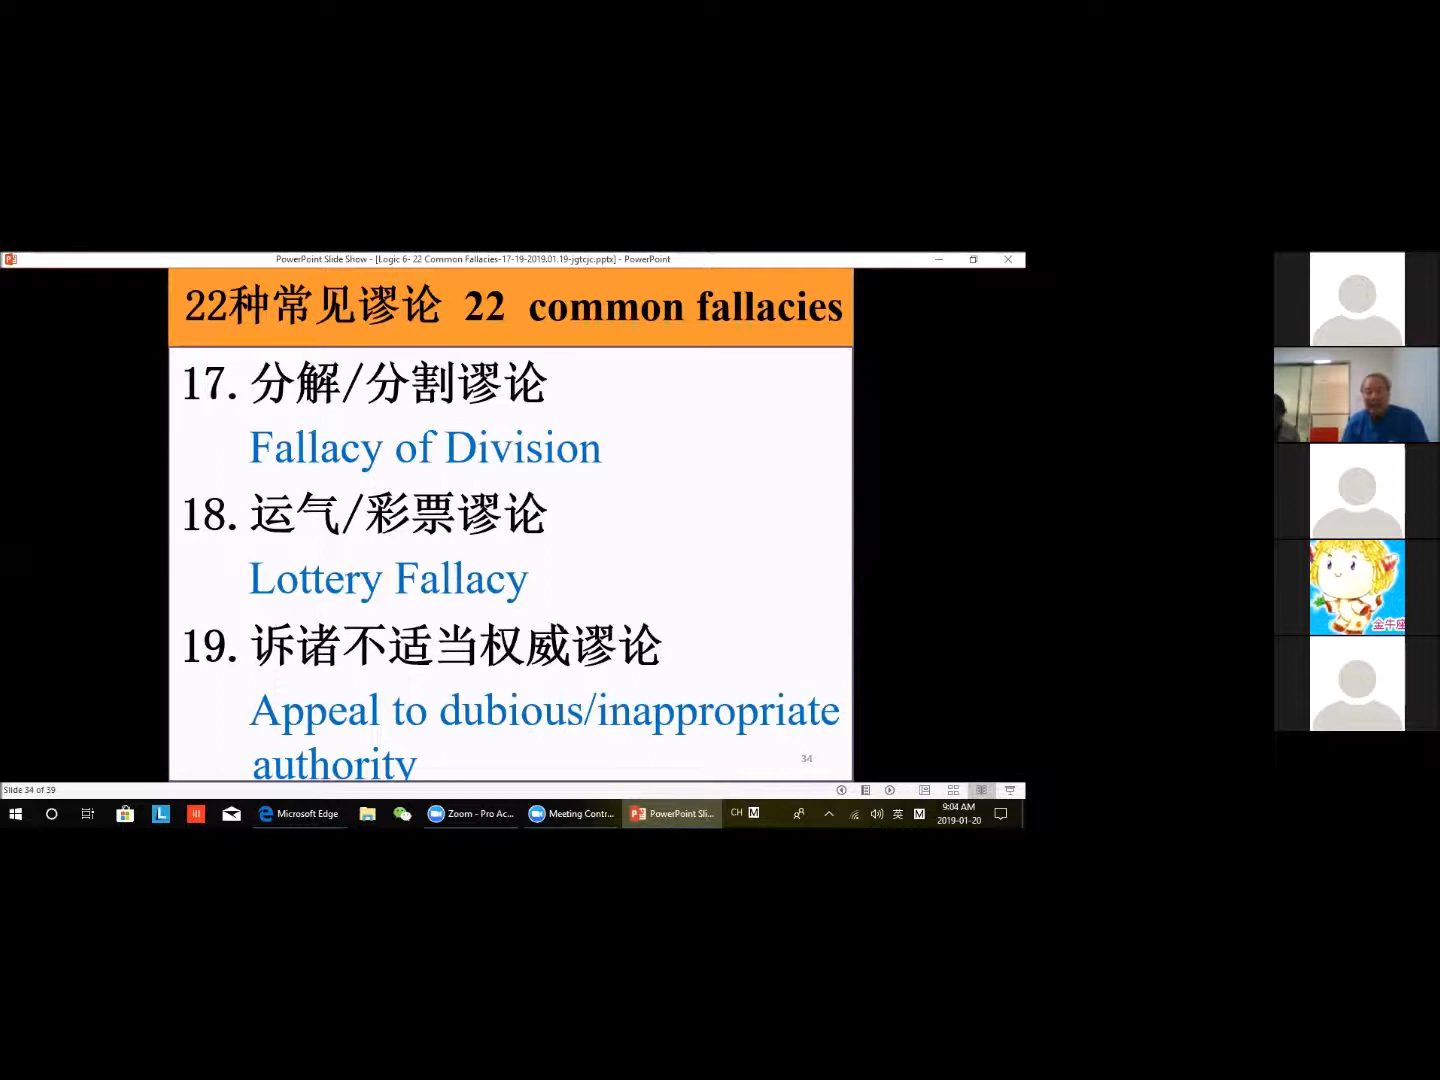 PowerPoint Slide Show - [Logic 6- 22 Common Fallacies-17-19-2019.01.19-jgtcjc.pptx] - PowerPoint
22种常见谬论 22 common fallacies
17. 分解/分割谬论
Fallacy of Division
18. 运气/彩票谬论
Lottery Fallacy
19. 诉诸不适当权威谬论
Appeal to dubious/inappropriate
authority
34
金牛座
Slide 34 of 39
Microsoft Edge
Zoom - Pro Ac...
Meeting Contr...
PowerPoint Sli...
CH M
英 M
9:04 AM
2019-01-20